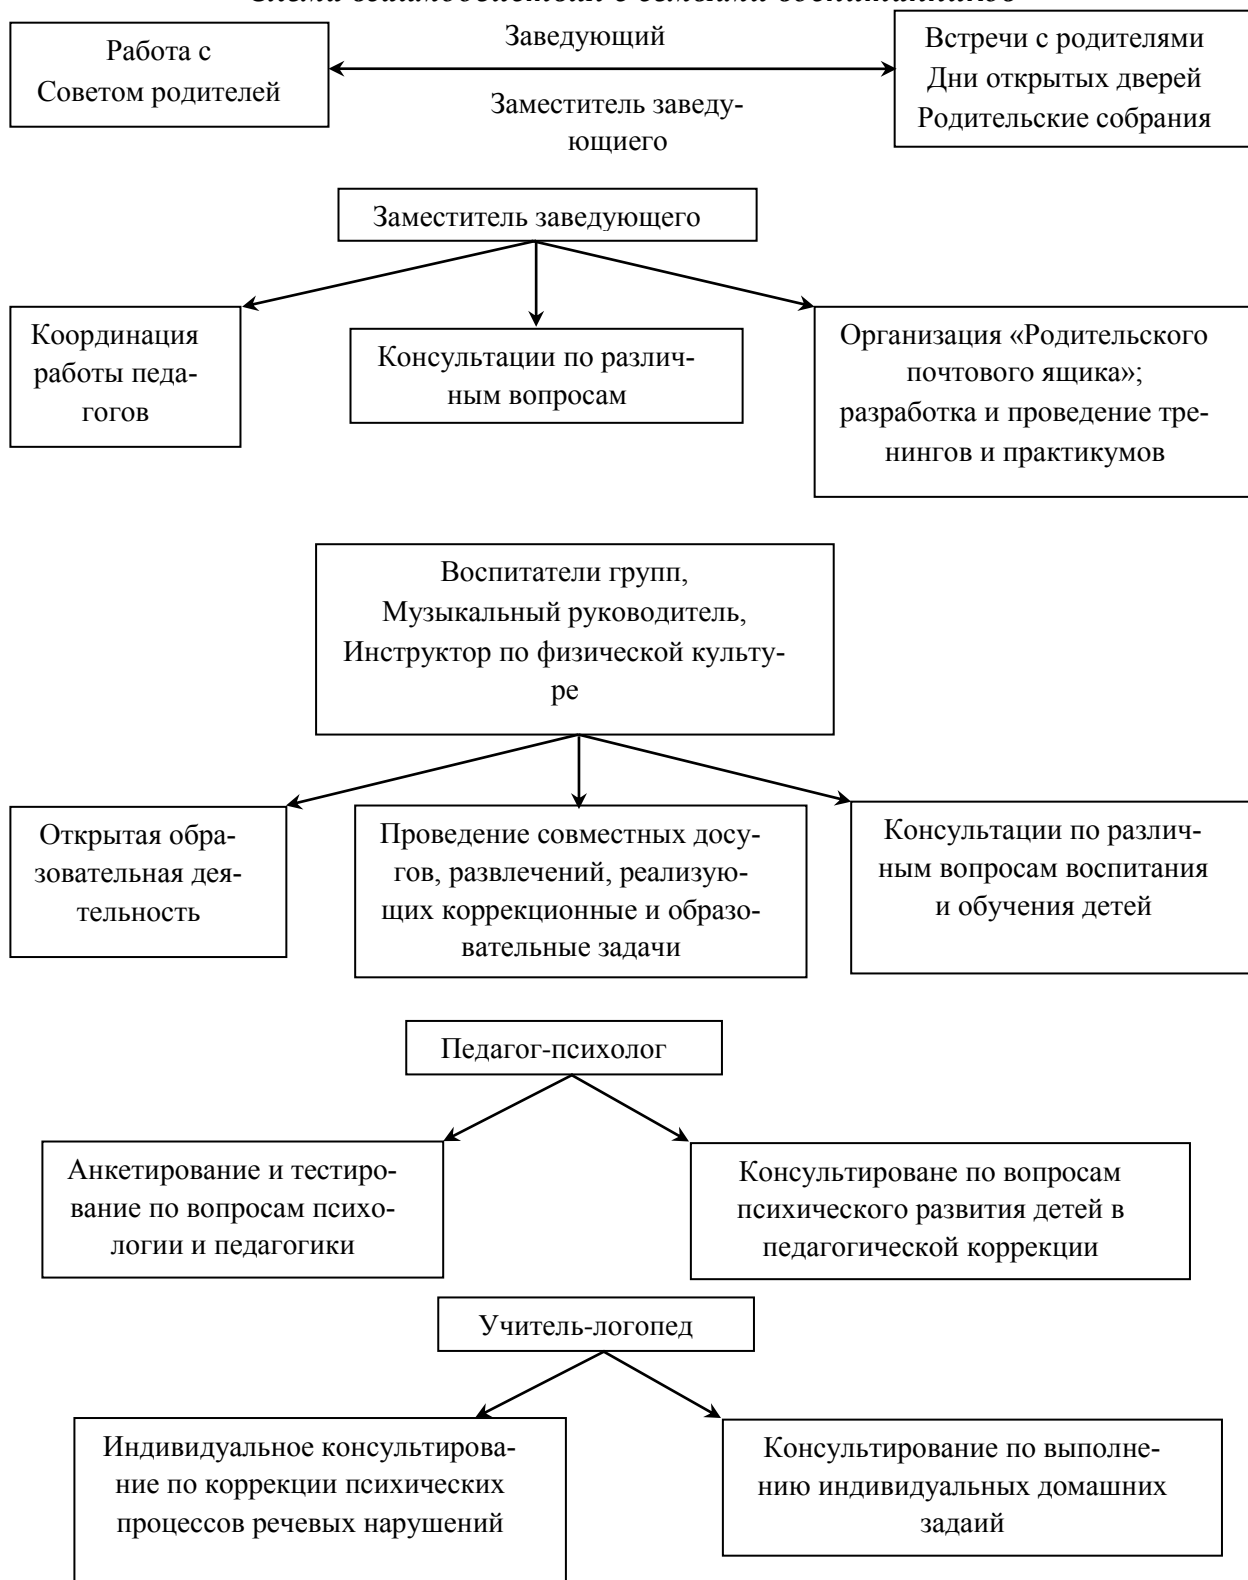 Схема взаимодействия с семьями воспитанников
Работа с
Советом родителей
Заведующий
Заместитель заведу-
ющиего
Встречи с родителями
Дни открытых дверей
Родительские собрания
Заместитель заведующего
Координация
работы педа-
гогов
Консультации по различ-
ным вопросам
Организация «Родительского
почтового ящика»;
разработка и проведение тре-
нингов и практикумов
Воспитатели групп,
Музыкальный руководитель,
Инструктор по физической культу-
ре
Открытая обра-
зовательная дея-
тельность
Проведение совместных досу-
гов, развлечений, реализую-
щих коррекционные и образо-
вательные задачи
Консультации по различ-
ным вопросам воспитания
и обучения детей
Педагог-психолог
Анкетирование и тестиро-
вание по вопросам психо-
логии и педагогики
Консультироване по вопросам
психического развития детей в
педагогической коррекции
Учитель-логопед
Индивидуальное консультирова-
ние по коррекции психических
процессов речевых нарушений
Консультирование по выполне-
нию индивидуальных домашних
задаий